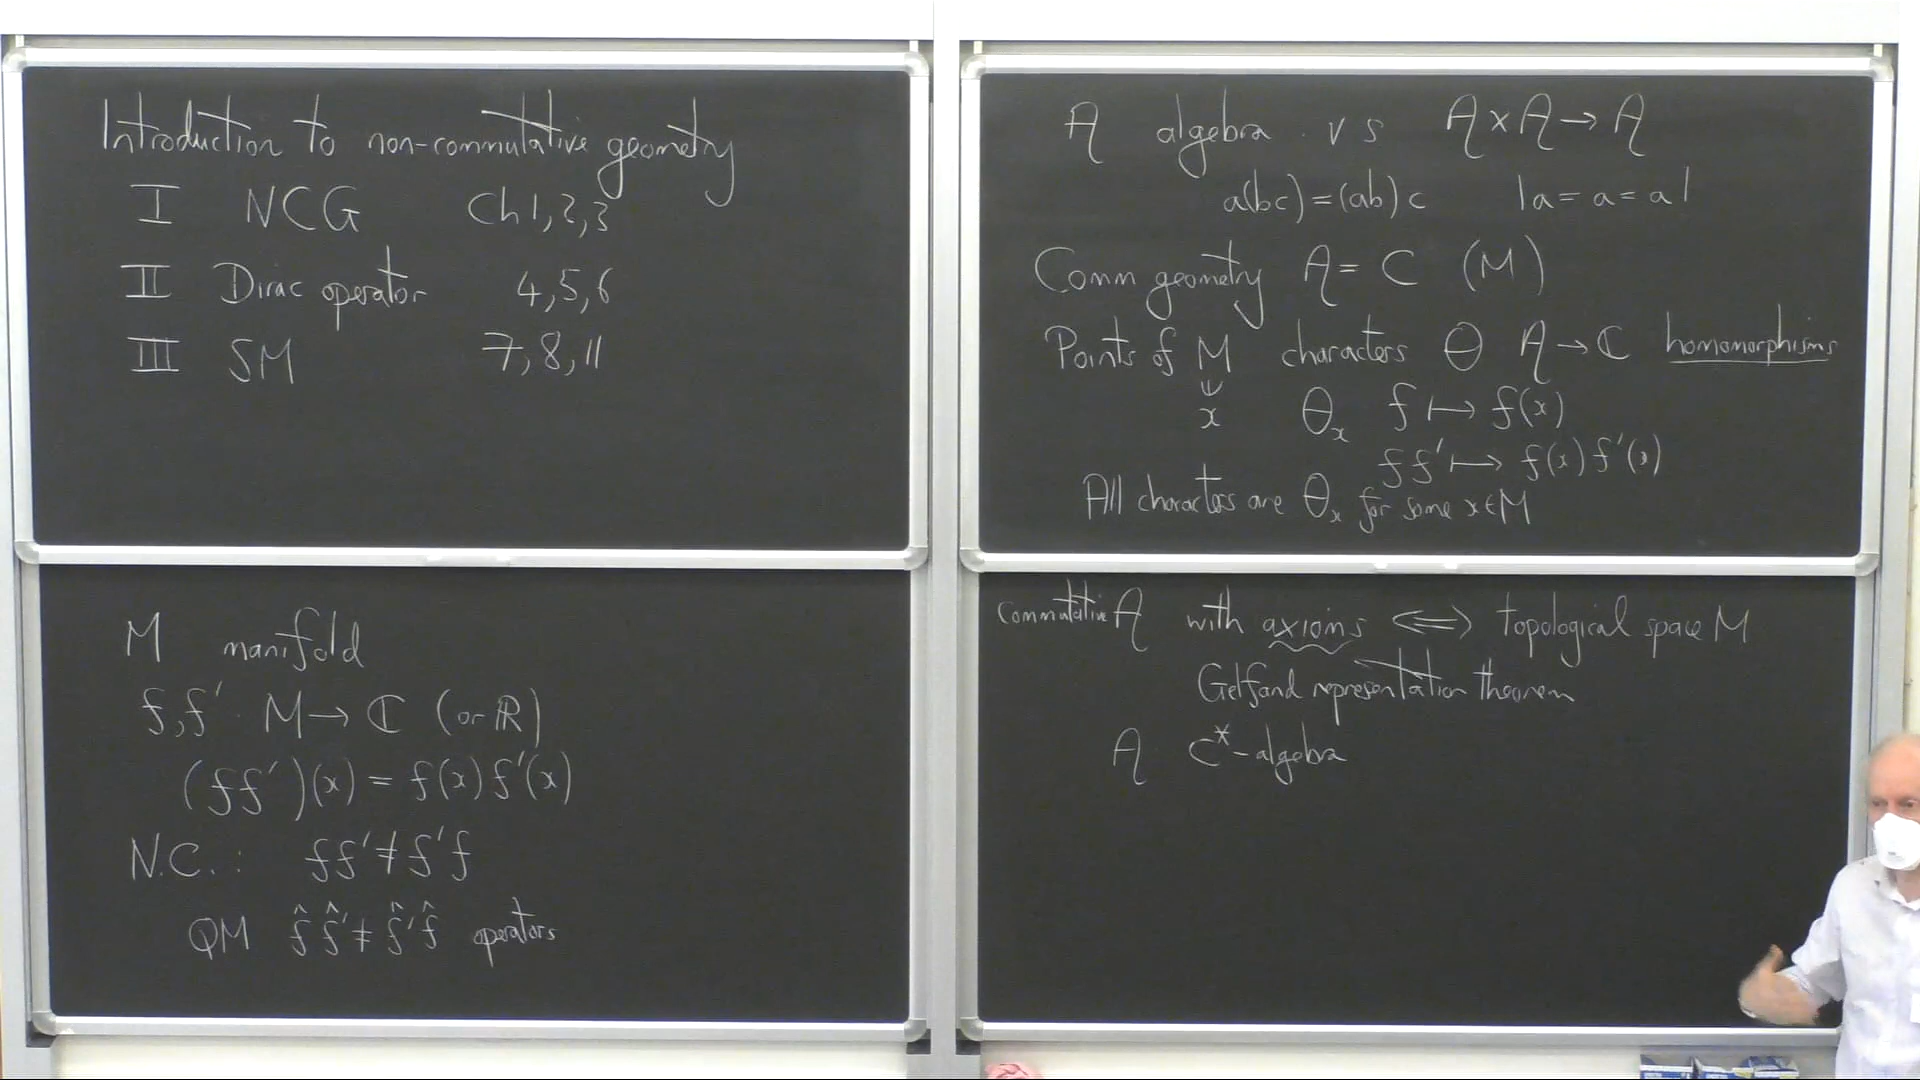 Introduction to non-commutative geometry
I NCG Ch 1, 2, 3
II Dirac operator 4, 5, 6
III SM 7, 8, 11
M manifold
f, f' : M → ℂ (or ℝ)
(ff')(x) = f(x) f'(x)
N.C. : ff' ≠ f'f
QM f̂ f̂' ≠ f̂' f̂ operators
A algebra . vs A × A → A
a(bc) = (ab)c 1a = a = a1
Comm geometry A = C (M)
Points of M characters θ A → ℂ homomorphisms
∈
x θₓ f ↦ f(x)
ff' ↦ f(x) f'(x)
All characters are θₓ for some x ∈ M
Commutative A with axioms ⟺ topological space M
Gelfand representation theorem
A C*-algebra